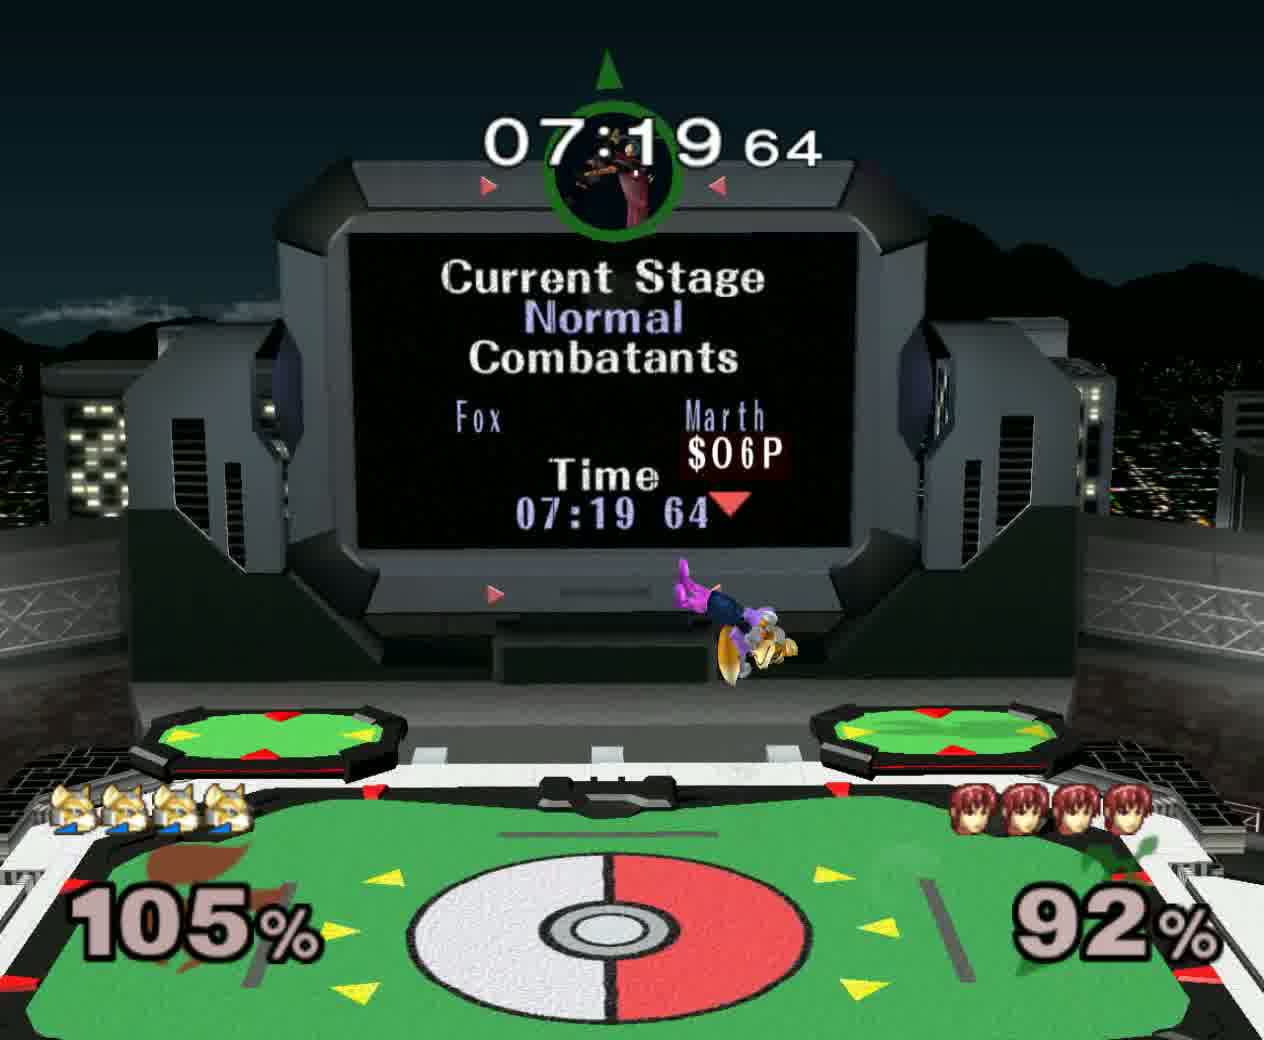 07:19 64
Current Stage
Normal
Combatants
Fox Marth
$06P
Time
07:19 64
105% 92%